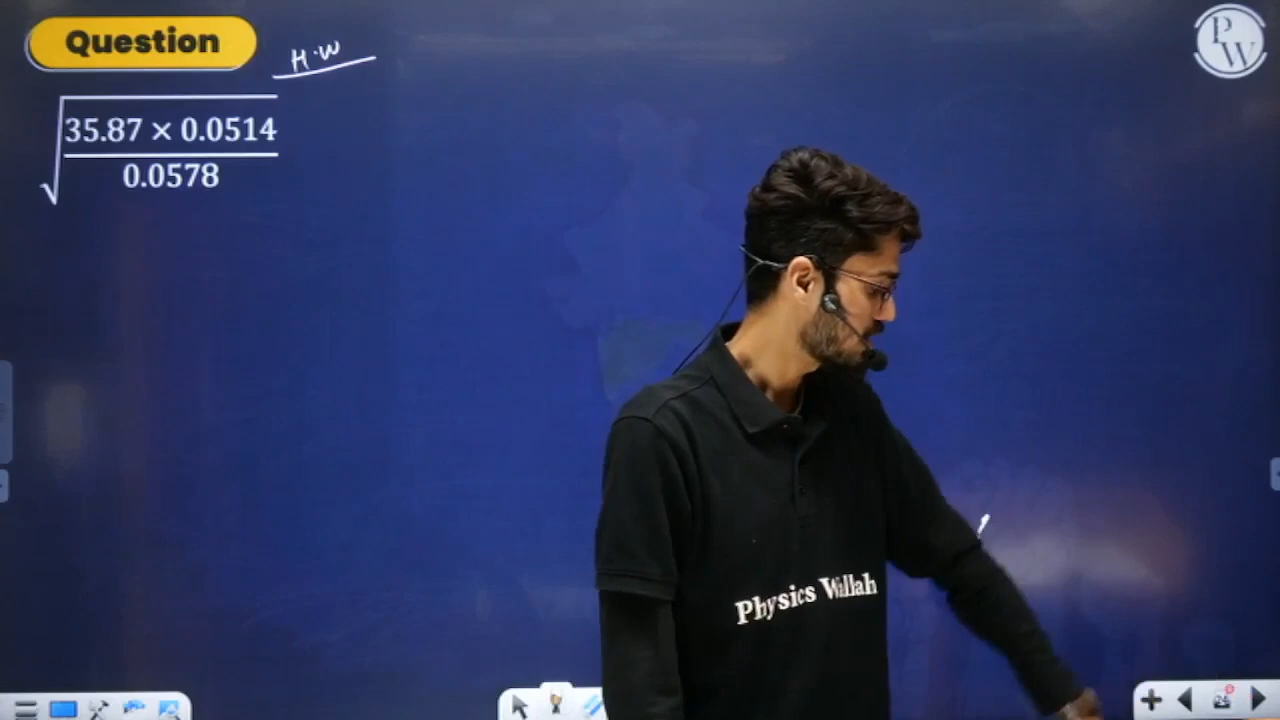 Question
H.W
√(35.87 × 0.0514 / 0.0578)
PW
Physics Wallah